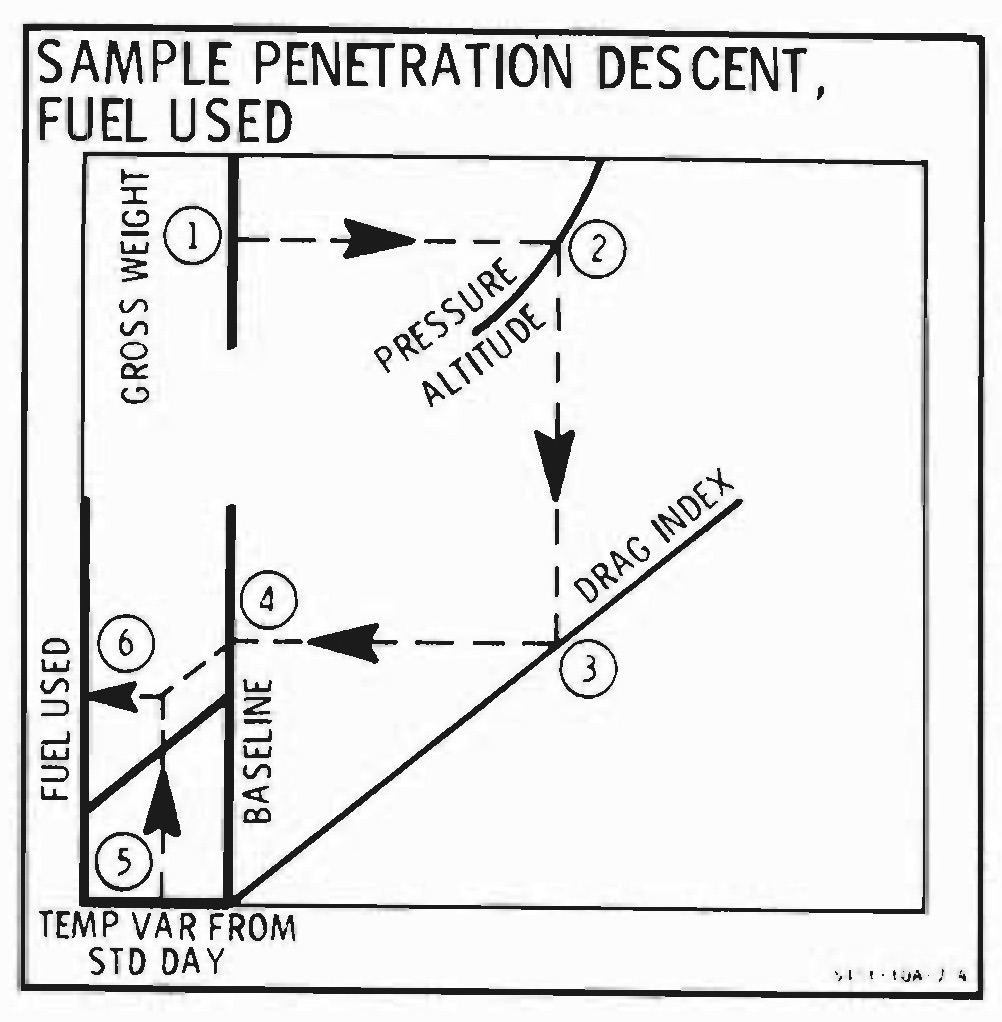 SAMPLE PENETRATION DESCENT,
FUEL USED
GROSS WEIGHT
1
2
PRESSURE
ALTITUDE
DRAG INDEX
3
4
BASELINE
6
FUEL USED
5
TEMP VAR FROM
STD DAY